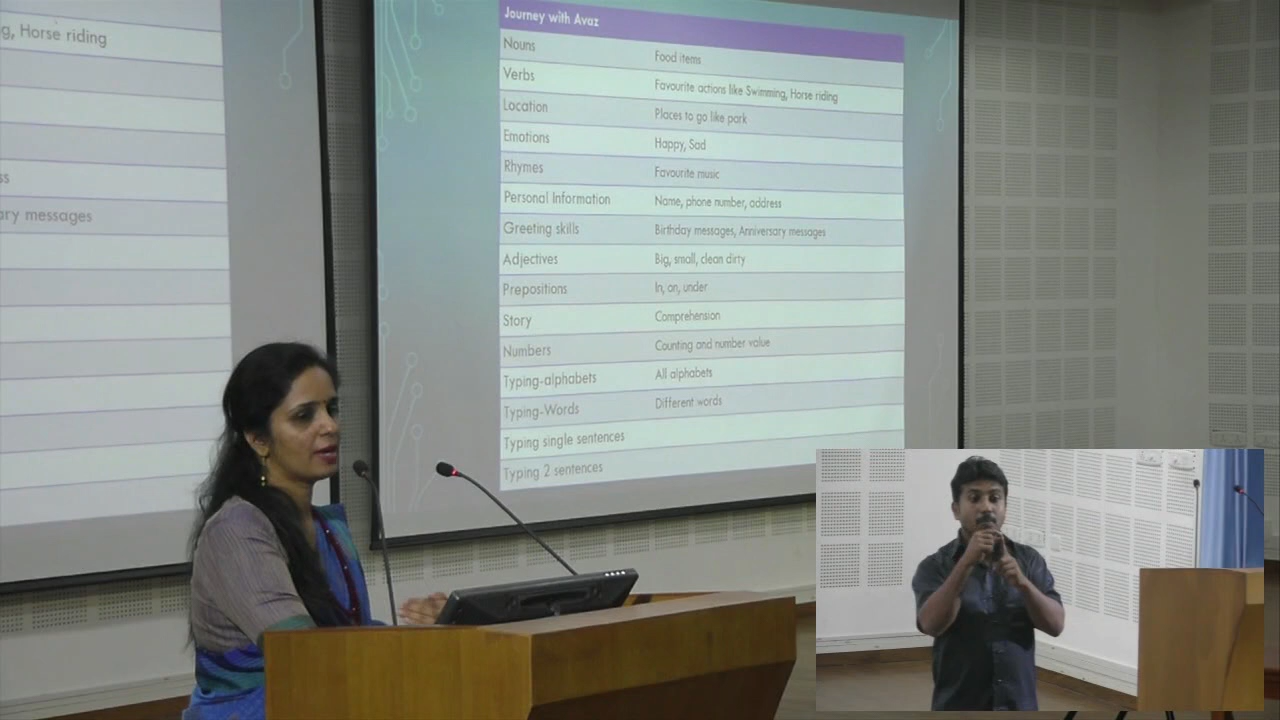 g, Horse riding
ss
ary messages
Journey with Avaz
Nouns Food items
Verbs Favourite actions like Swimming, Horse riding
Location Places to go like park
Emotions Happy, Sad
Rhymes Favourite music
Personal Information Name, phone number, address
Greeting skills Birthday messages, Anniversary messages
Adjectives Big, small, clean dirty
Prepositions In, on, under
Story Comprehension
Numbers Counting and number value
Typing-alphabets All alphabets
Typing-Words Different words
Typing single sentences
Typing 2 sentences